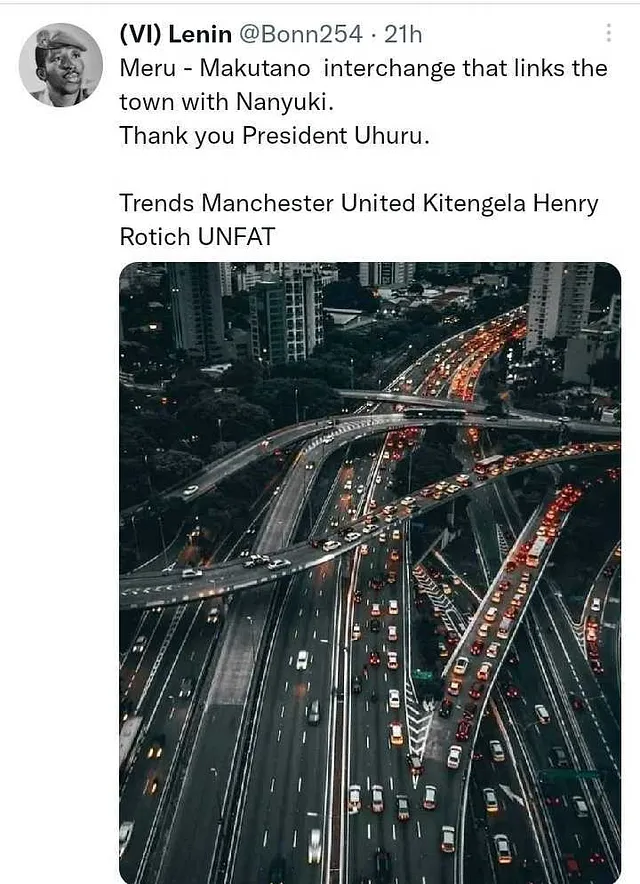 (VI) Lenin @Bonn254 · 21h
Meru - Makutano interchange that links the
town with Nanyuki.
Thank you President Uhuru.
Trends Manchester United Kitengela Henry
Rotich UNFAT